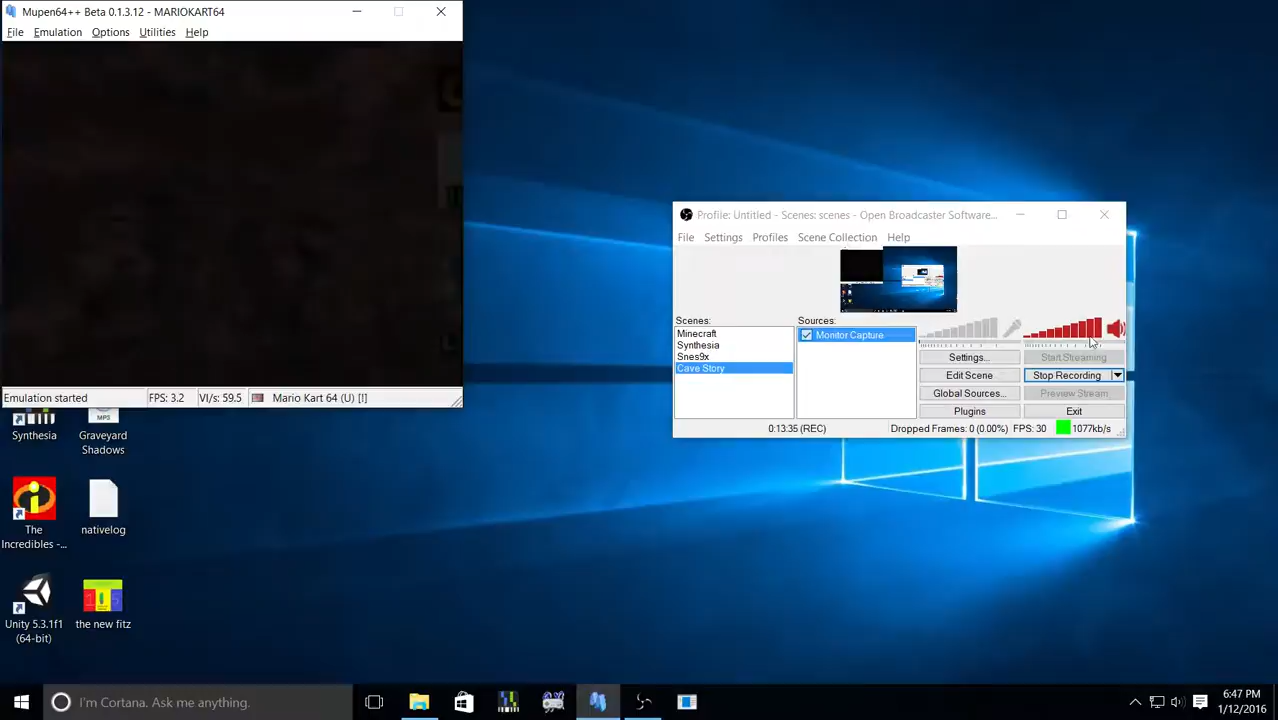 Mupen64++ Beta 0.1.3.12 - MARIOKART64
File Emulation Options Utilities Help
Emulation started FPS: 3.2 VI/s: 59.5 Mario Kart 64 (U) [!]
Profile: Untitled - Scenes: scenes - Open Broadcaster Software...
File Settings Profiles Scene Collection Help
Scenes: Sources:
Minecraft
Synthesia
Snes9x
Cave Story
Monitor Capture
Settings... Start Streaming
Edit Scene Stop Recording
Global Sources... Preview Stream
Plugins Exit
0:13:35 (REC) Dropped Frames: 0 (0.00%) FPS: 30 1077kb/s
MP3
Synthesia
Graveyard
Shadows
The
Incredibles -...
nativelog
Unity 5.3.1f1
(64-bit)
the new fitz
I'm Cortana. Ask me anything.
6:47 PM
1/12/2016